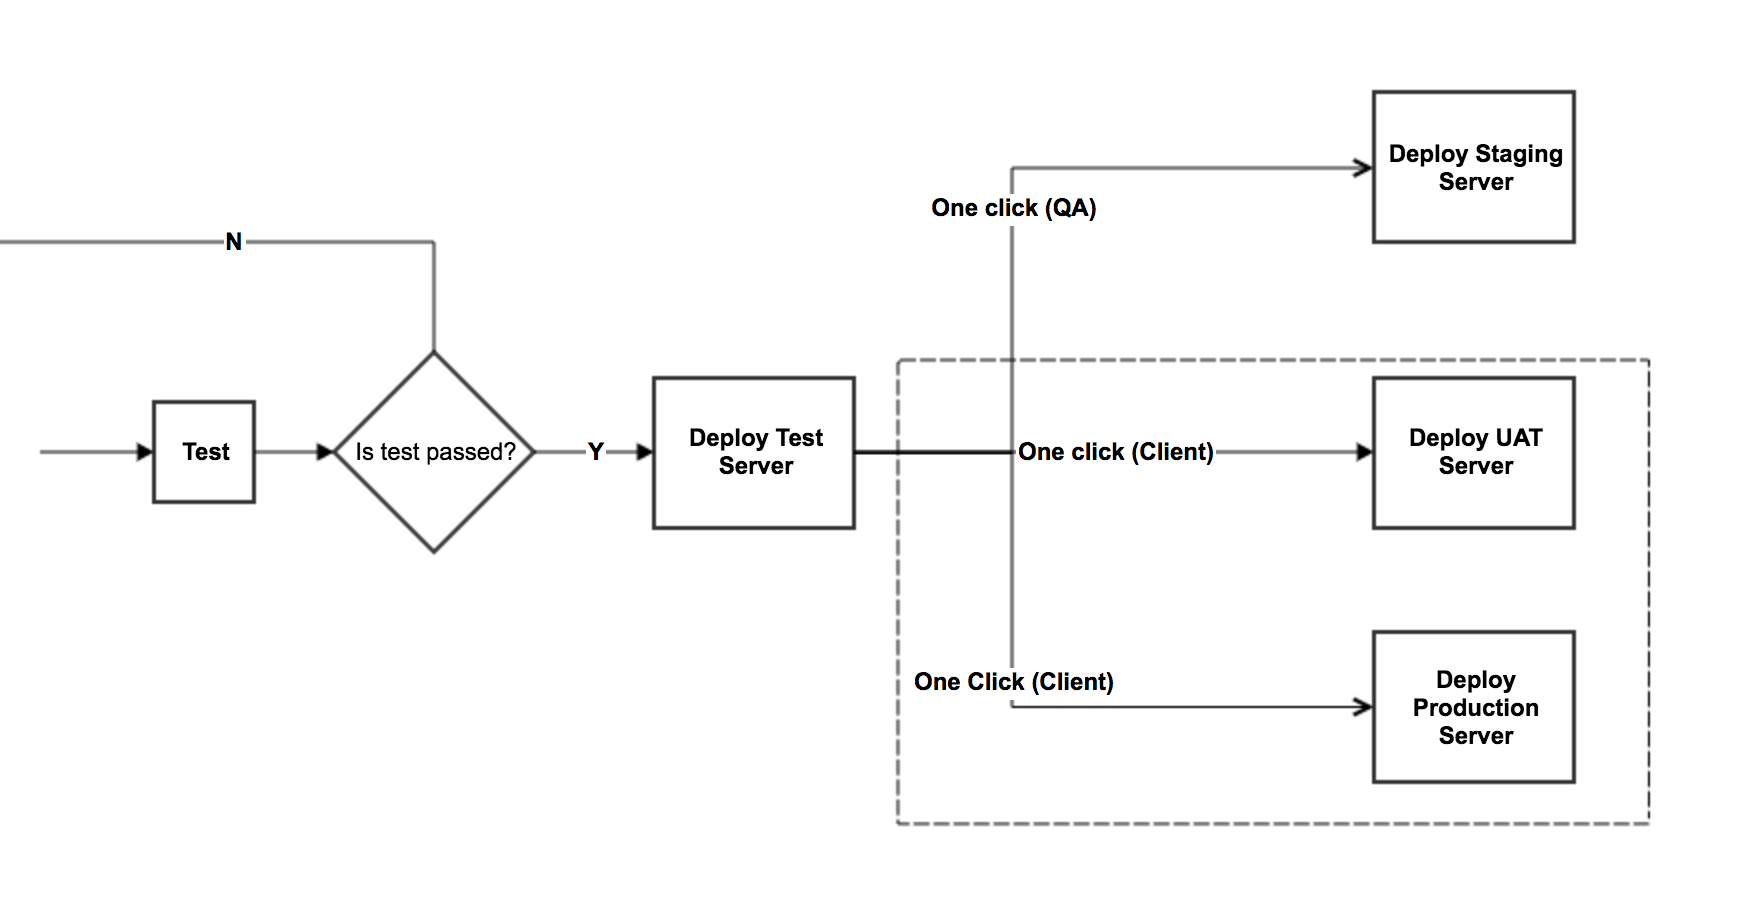 Deploy Staging
Server
One click (QA)
N
Test
Is test passed?
Y
Deploy Test
Server
One click (Client)
Deploy UAT
Server
One Click (Client)
Deploy
Production
Server